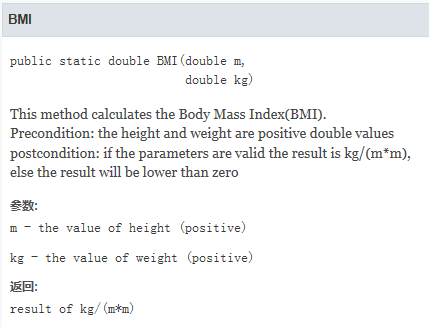 BMI
public static double BMI(double m,
double kg)
This method calculates the Body Mass Index(BMI).
Precondition: the height and weight are positive double values
postcondition: if the parameters are valid the result is kg/(m*m),
else the result will be lower than zero
参数:
m - the value of height (positive)
kg - the value of weight (positive)
返回:
result of kg/(m*m)